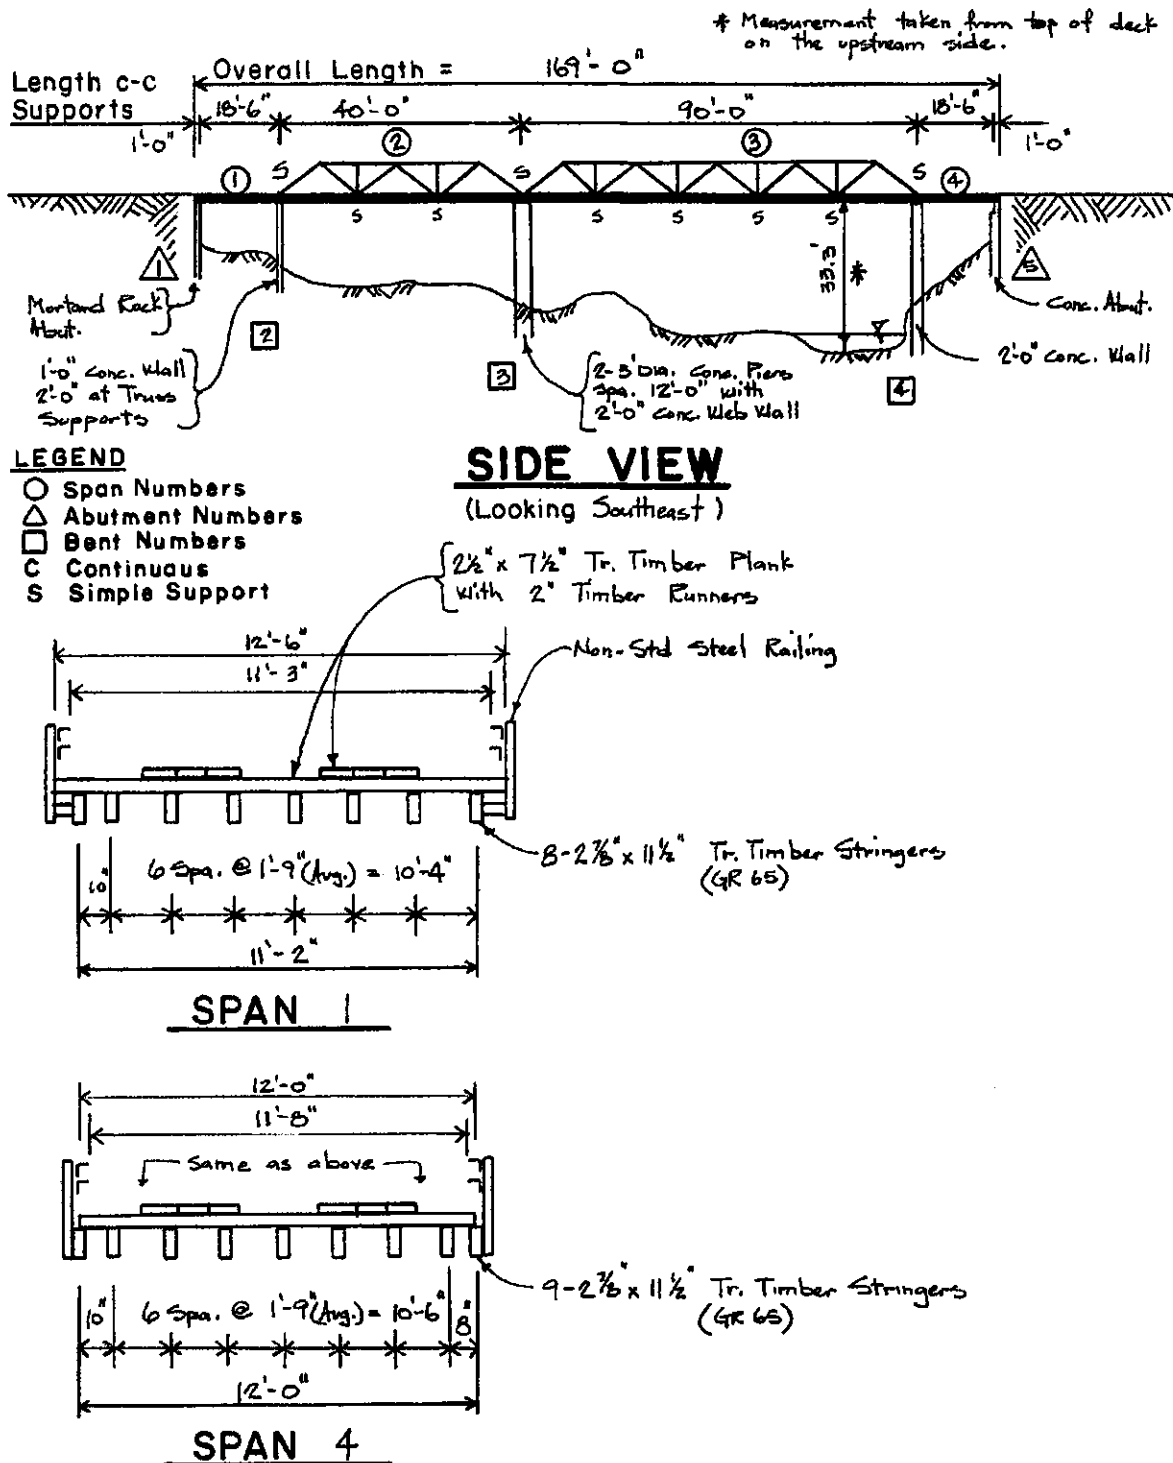 * Measurement taken from top of deck
on the upstream side.
Length c-c
Supports
Overall Length = 169'-0"
1'-0" 18'-6" 40'-0" 90'-0" 18'-6" 1'-0"
1 S 2 S 3 S 4
S S S S S S
33.3' *
1 5
Mortared Rock
Abut.
2
1'-0" Conc. Wall
2'-0" at Truss
Supports
3
2-3' Dia. Conc. Piers
Spa. 12'-0" with
2'-0" Conc. Web Wall
4
Conc. Abut.
2'-0" Conc. Wall
SIDE VIEW
(Looking Southeast)
LEGEND
Span Numbers
Abutment Numbers
Bent Numbers
C Continuous
S Simple Support
2½" x 7½" Tr. Timber Plank
with 2" Timber Runners
12'-6"
11'-3"
Non-Std Steel Railing
8-2⅞" x 11½" Tr. Timber Stringers
(GR 65)
10" 6 Spa. @ 1'-9" (Avg.) = 10'-4"
11'-2"
SPAN 1
12'-0"
11'-8"
Same as above
9-2⅞" x 11½" Tr. Timber Stringers
(GR 65)
10" 6 Spa. @ 1'-9" (Avg.) = 10'-6" 8"
12'-0"
SPAN 4